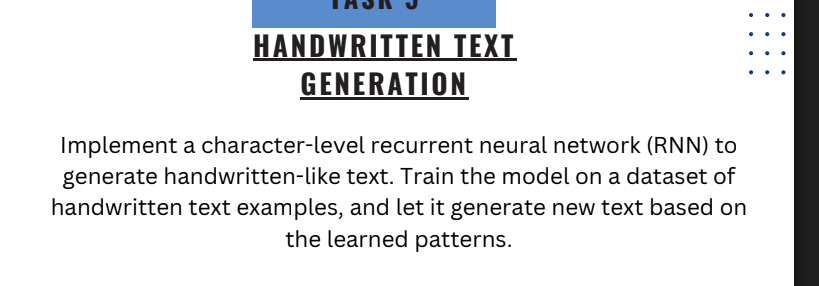 TASK 5
HANDWRITTEN TEXT
GENERATION
Implement a character-level recurrent neural network (RNN) to
generate handwritten-like text. Train the model on a dataset of
handwritten text examples, and let it generate new text based on
the learned patterns.